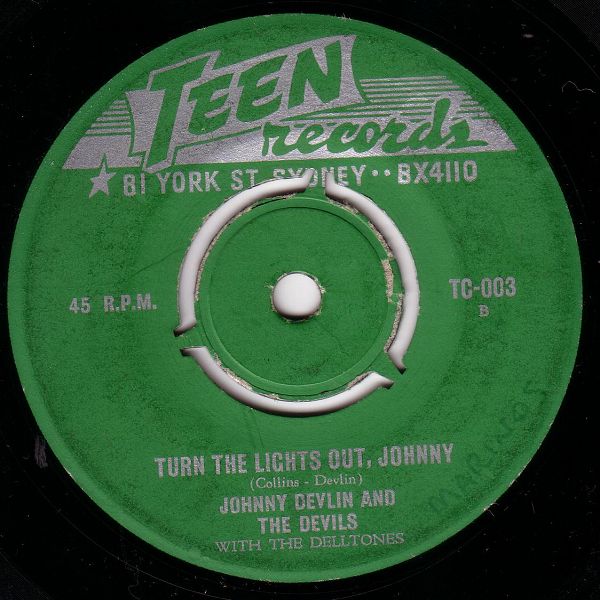 TEEN
records
★ 81 YORK ST. SYDNEY·· BX4110
45 R.P.M.
TC-003
B
TURN THE LIGHTS OUT, JOHNNY
(Collins - Devlin)
JOHNNY DEVLIN AND
THE DEVILS
WITH THE DELLTONES
MARINOS